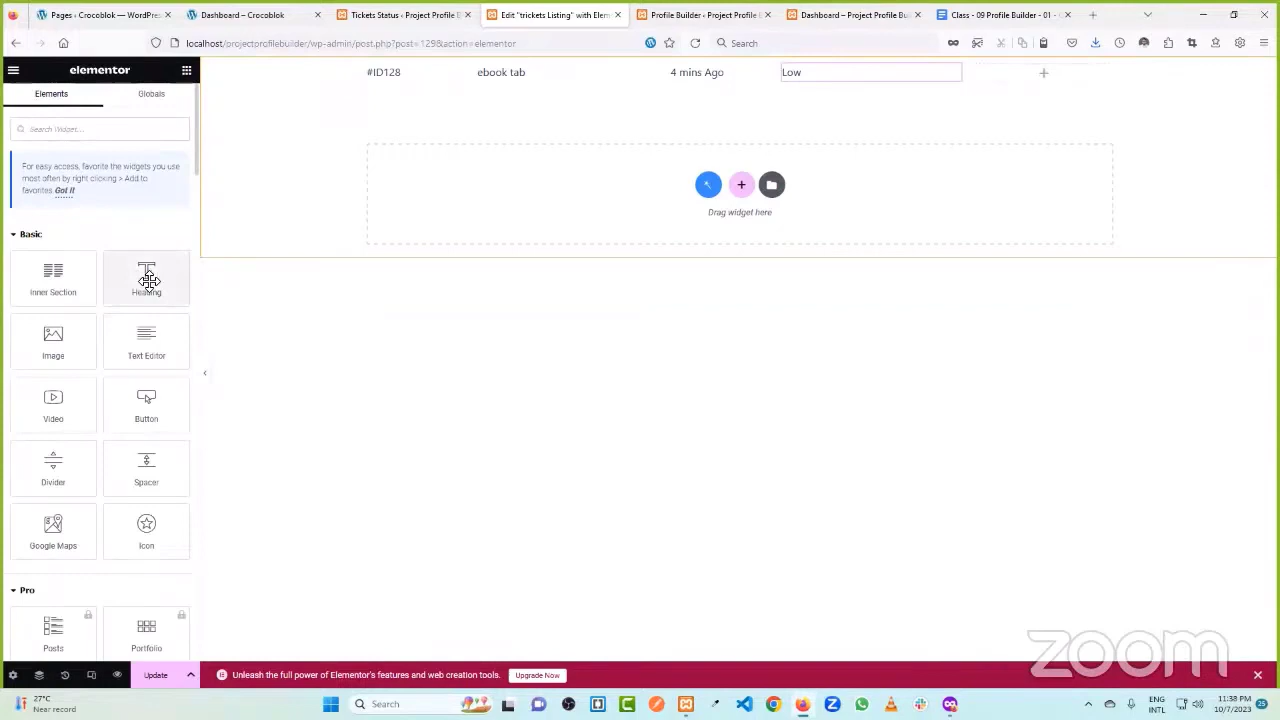 Pages ‹ Crocoblock — WordPress
Dashboard ‹ Crocoblock
Tickets Status – Project Profile B
Edit "tickets Listing" with Elem
Profile Builder – Project Profile E
Dashboard – Project Profile Bui
Class - 09 Profile Builder - 01 - G
localhost/projectprofilebuilder/wp-admin/post.php?post=129&action=elementor
Search
elementor
Elements
Globals
Search Widget...
For easy access, favorite the widgets you
use most often by right clicking > Add to
favorites. Got It
Basic
Inner Section
Heading
Image
Text Editor
Video
Button
Divider
Spacer
Google Maps
Icon
Pro
Posts
Portfolio
Update
#ID128
ebook tab
4 mins Ago
Low
Drag widget here
Unleash the full power of Elementor's features and web creation tools.
Upgrade Now
zoom
27°C
Near record
Search
ENG
INTL
11:38 PM
10/7/2023